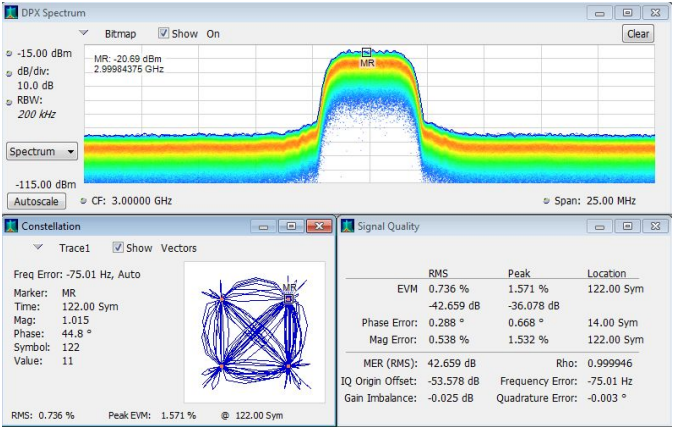 DPX Spectrum
Bitmap Show On Clear
-15.00 dBm
MR: -20.69 dBm
2.99984375 GHz
MR
dB/div:
10.0 dB
RBW:
200 kHz
Spectrum
-115.00 dBm
Autoscale CF: 3.00000 GHz Span: 25.00 MHz
Constellation
Trace1 Show Vectors
Freq Error: -75.01 Hz, Auto
Marker: MR
Time: 122.00 Sym
Mag: 1.015
Phase: 44.8 °
Symbol: 122
Value: 11
MR
RMS: 0.736 % Peak EVM: 1.571 % @ 122.00 Sym
Signal Quality
RMS Peak Location
EVM 0.736 % 1.571 % 122.00 Sym
-42.659 dB -36.078 dB
Phase Error: 0.288 ° 0.668 ° 14.00 Sym
Mag Error: 0.538 % 1.532 % 122.00 Sym
MER (RMS): 42.659 dB Rho: 0.999946
IQ Origin Offset: -53.578 dB Frequency Error: -75.01 Hz
Gain Imbalance: -0.025 dB Quadrature Error: -0.003 °